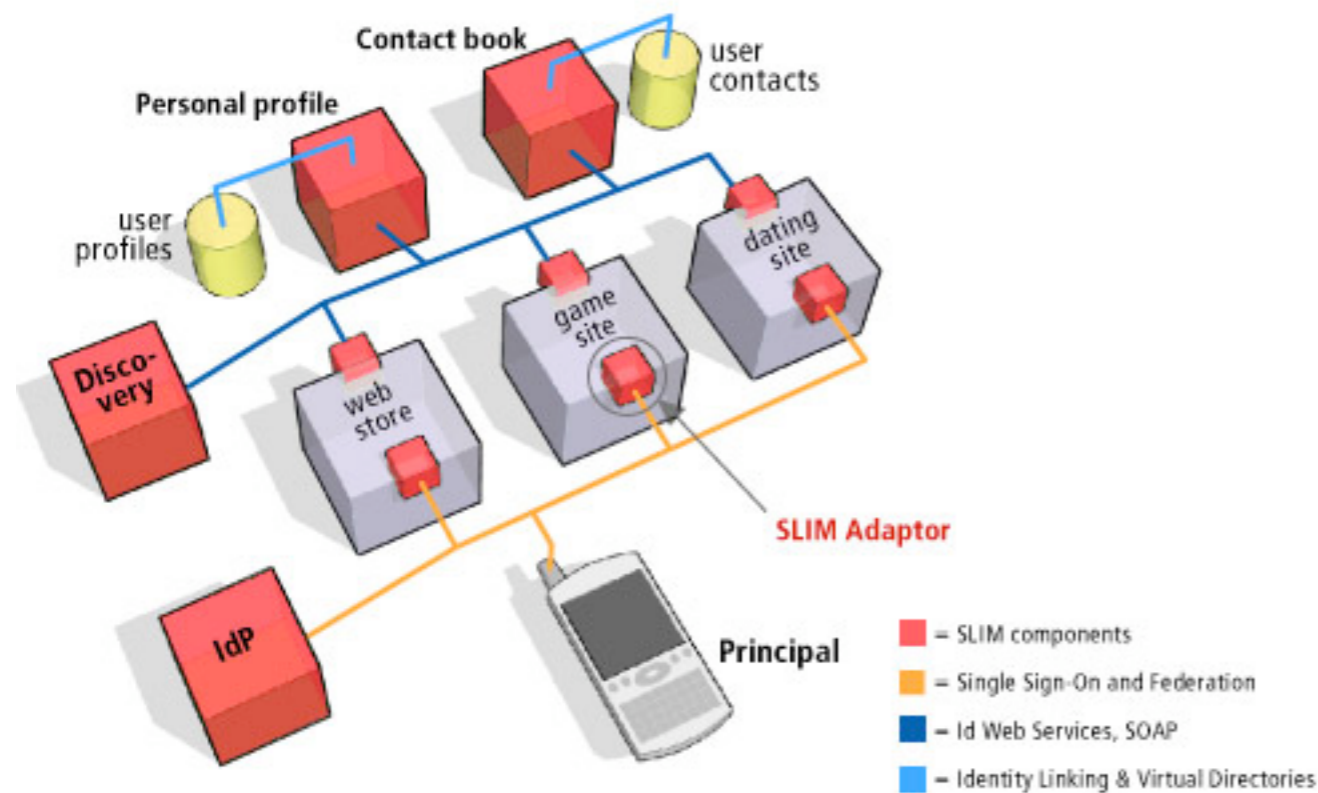 Contact book
user
contacts
Personal profile
user
profiles
dating
site
game
site
Disco-
very
web
store
SLIM Adaptor
IdP
Principal
= SLIM components
= Single Sign-On and Federation
= Id Web Services, SOAP
= Identity Linking & Virtual Directories